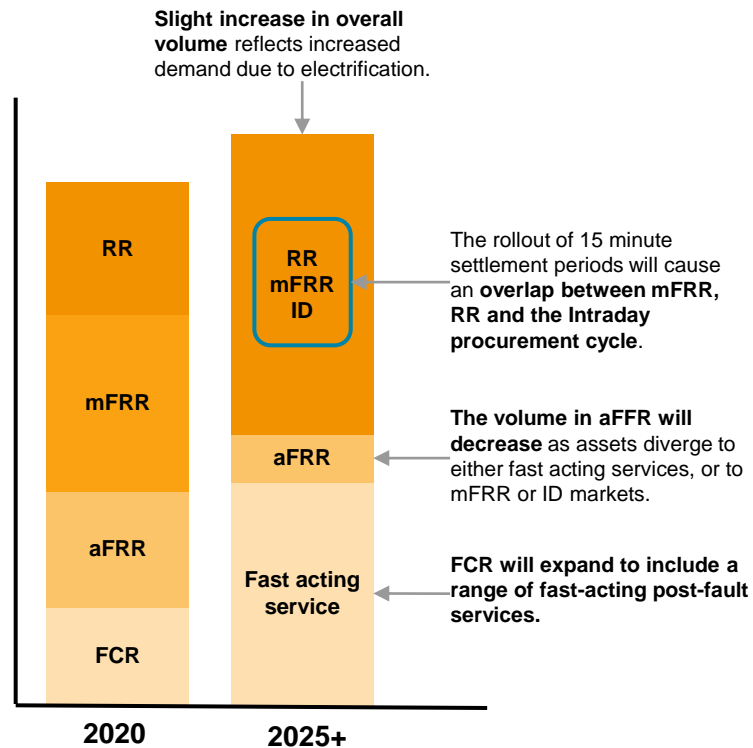 Slight increase in overall
volume reflects increased
demand due to electrification.
RR
mFRR
aFRR
FCR
RR
mFRR
ID
aFRR
Fast acting
service
The rollout of 15 minute
settlement periods will cause
an overlap between mFRR,
RR and the Intraday
procurement cycle.
The volume in aFFR will
decrease as assets diverge to
either fast acting services, or to
mFRR or ID markets.
FCR will expand to include a
range of fast-acting post-fault
services.
2020
2025+